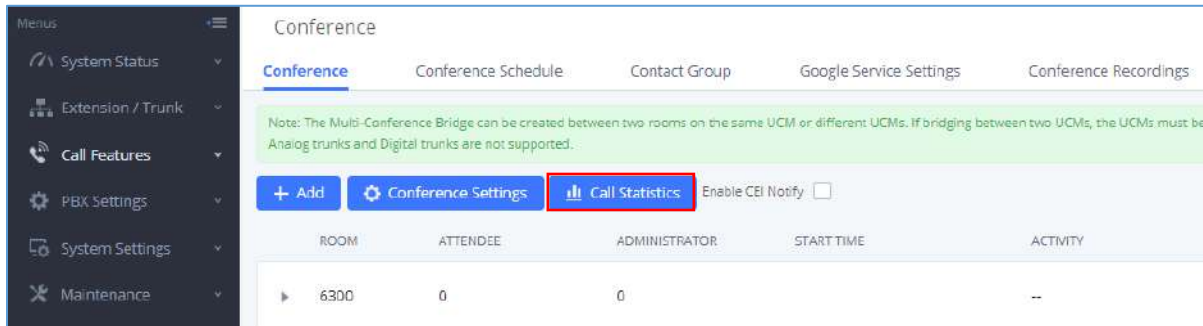 Menus
System Status
Extension / Trunk
Call Features
PBX Settings
System Settings
Maintenance
Conference
Conference Conference Schedule Contact Group Google Service Settings Conference Recordings
Note: The Multi-Conference Bridge can be created between two rooms on the same UCM or different UCMs. If bridging between two UCMs, the UCMs must be
Analog trunks and Digital trunks are not supported.
+ Add Conference Settings Call Statistics Enable CEI Notify
ROOM ATTENDEE ADMINISTRATOR START TIME ACTIVITY
6300 0 0 --